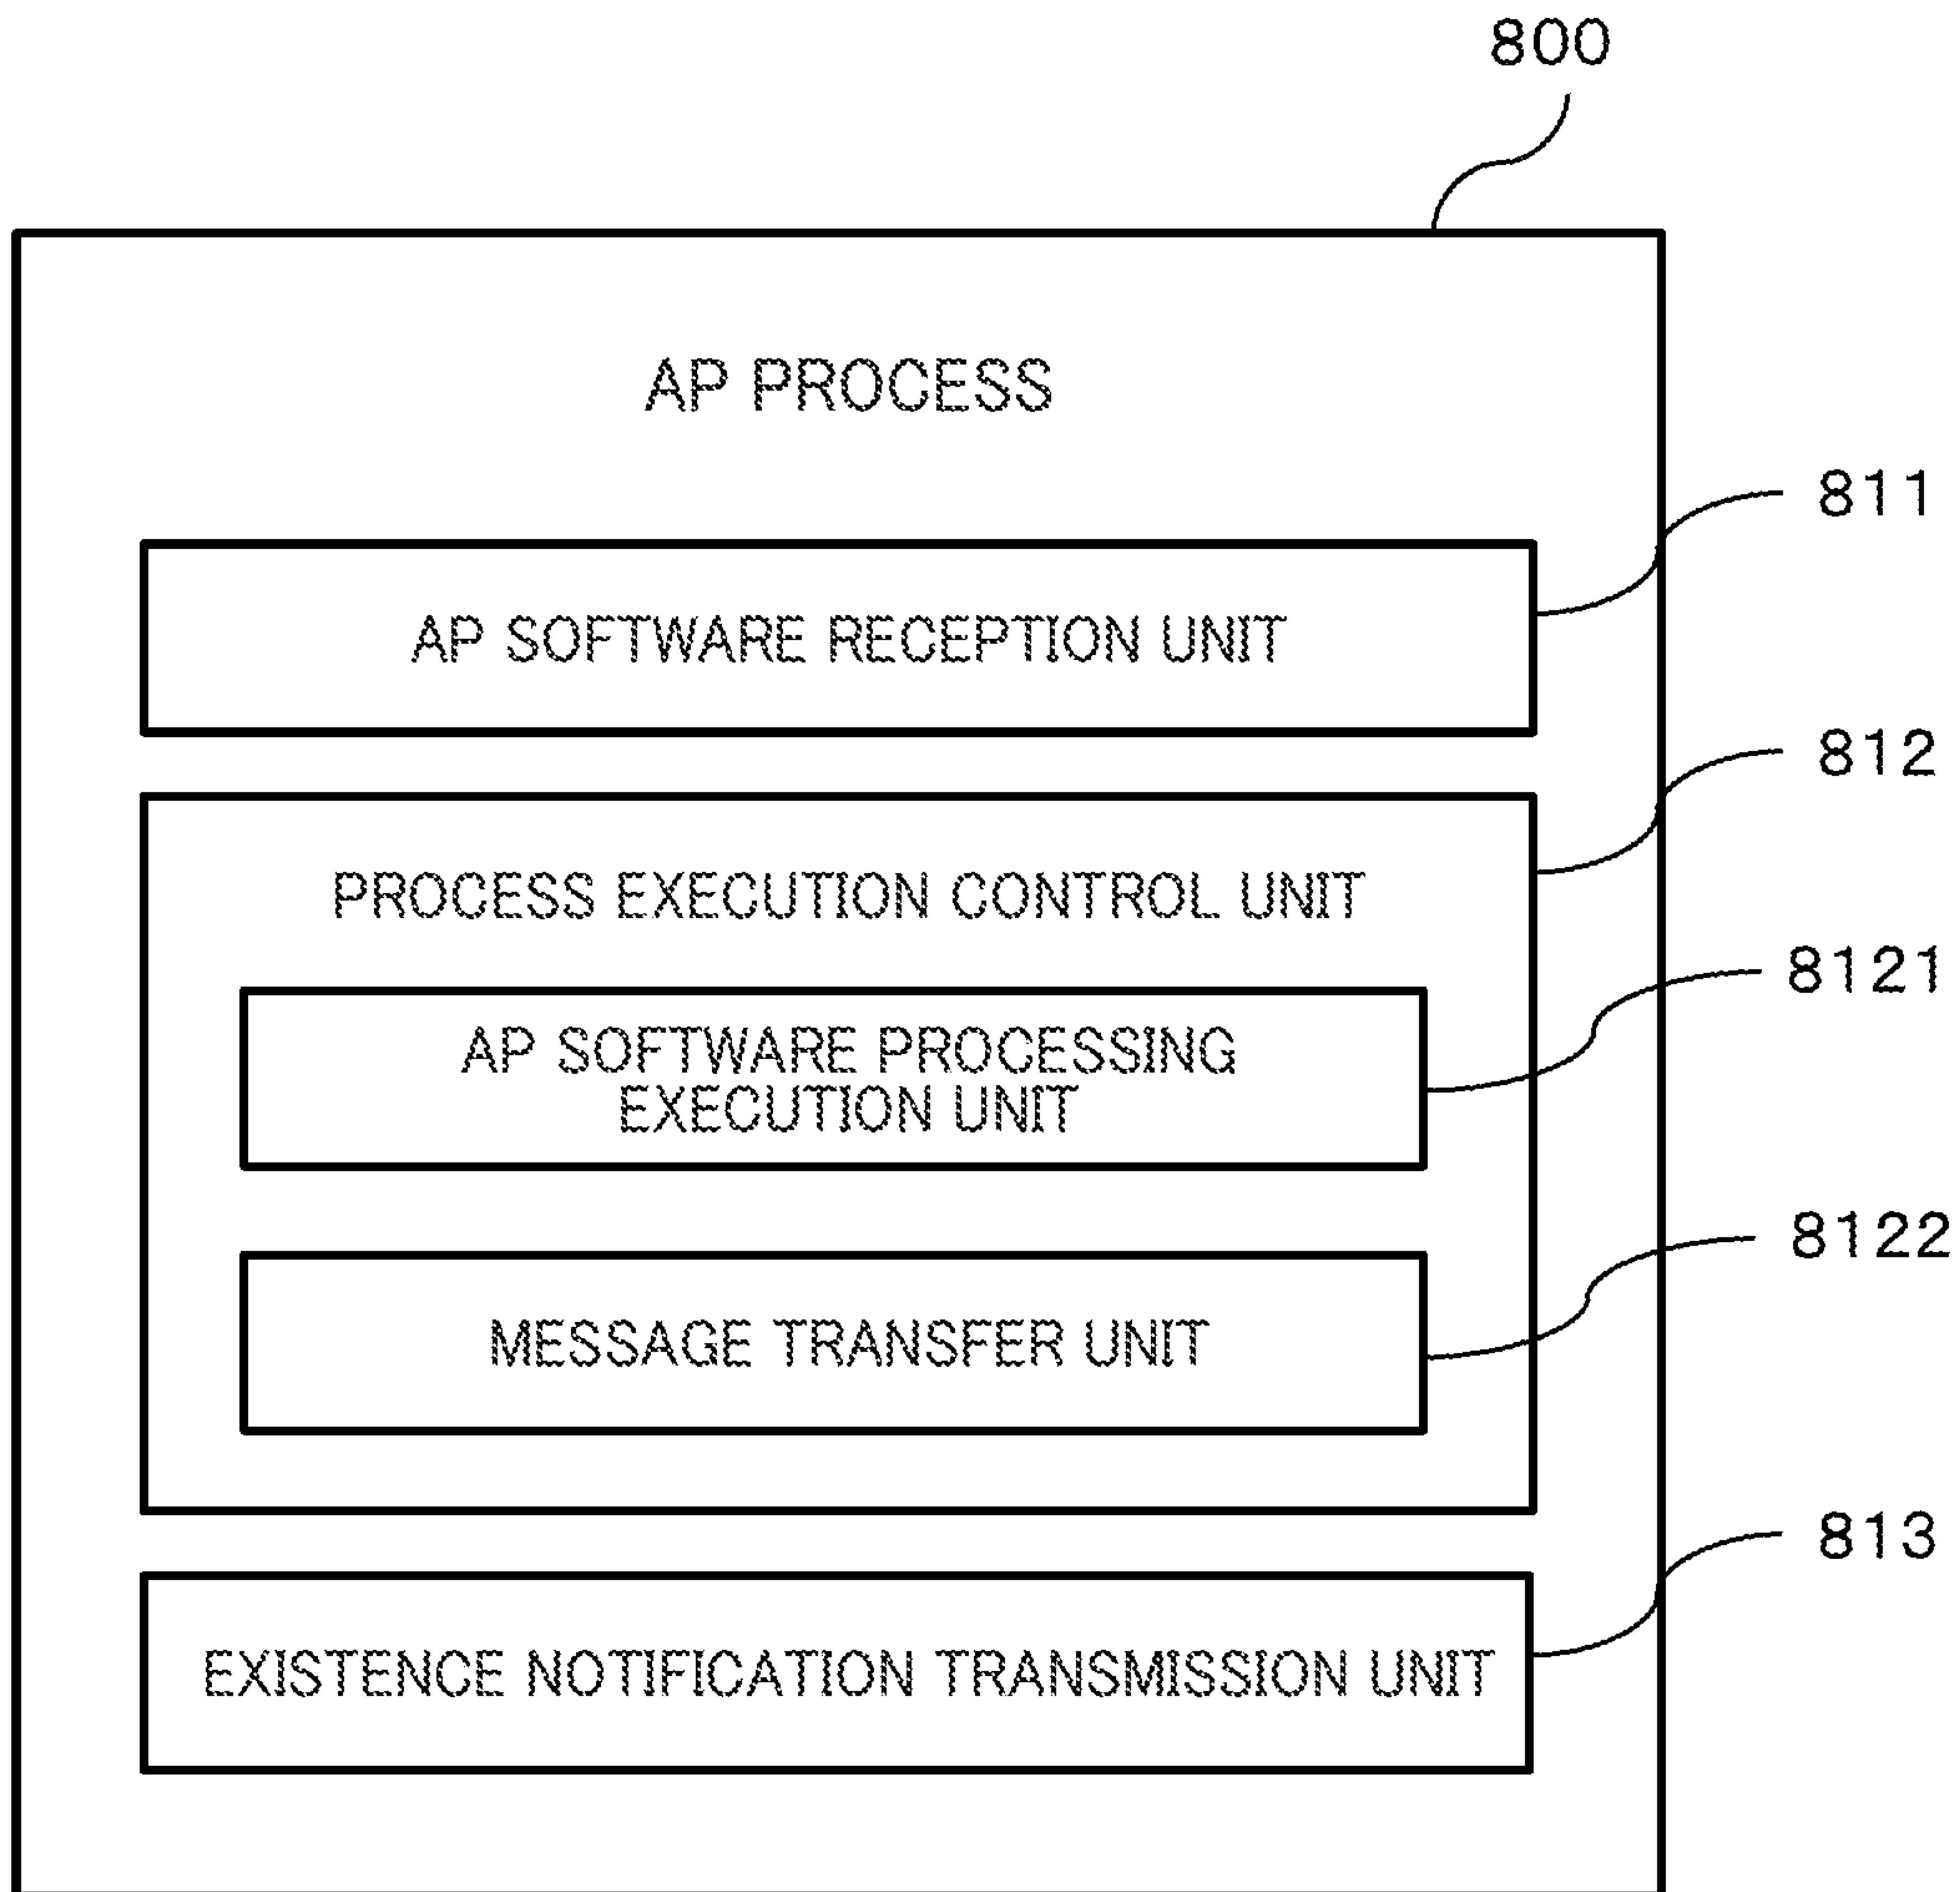 800
AP PROCESS
811
AP SOFTWARE RECEPTION UNIT
812
PROCESS EXECUTION CONTROL UNIT
8121
AP SOFTWARE PROCESSING
EXECUTION UNIT
8122
MESSAGE TRANSFER UNIT
813
EXISTENCE NOTIFICATION TRANSMISSION UNIT